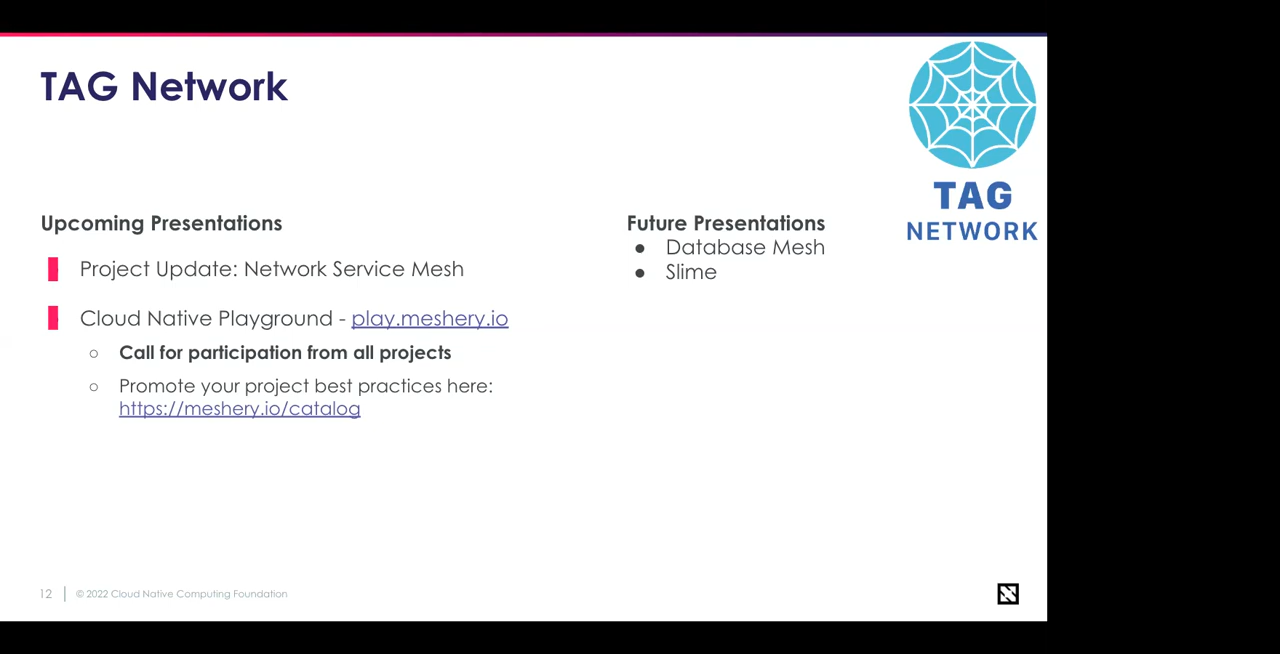 TAG Network
TAG
NETWORK
Upcoming Presentations
Project Update: Network Service Mesh
Cloud Native Playground - play.meshery.io
○ Call for participation from all projects
○ Promote your project best practices here:
https://meshery.io/catalog
Future Presentations
● Database Mesh
● Slime
12
© 2022 Cloud Native Computing Foundation